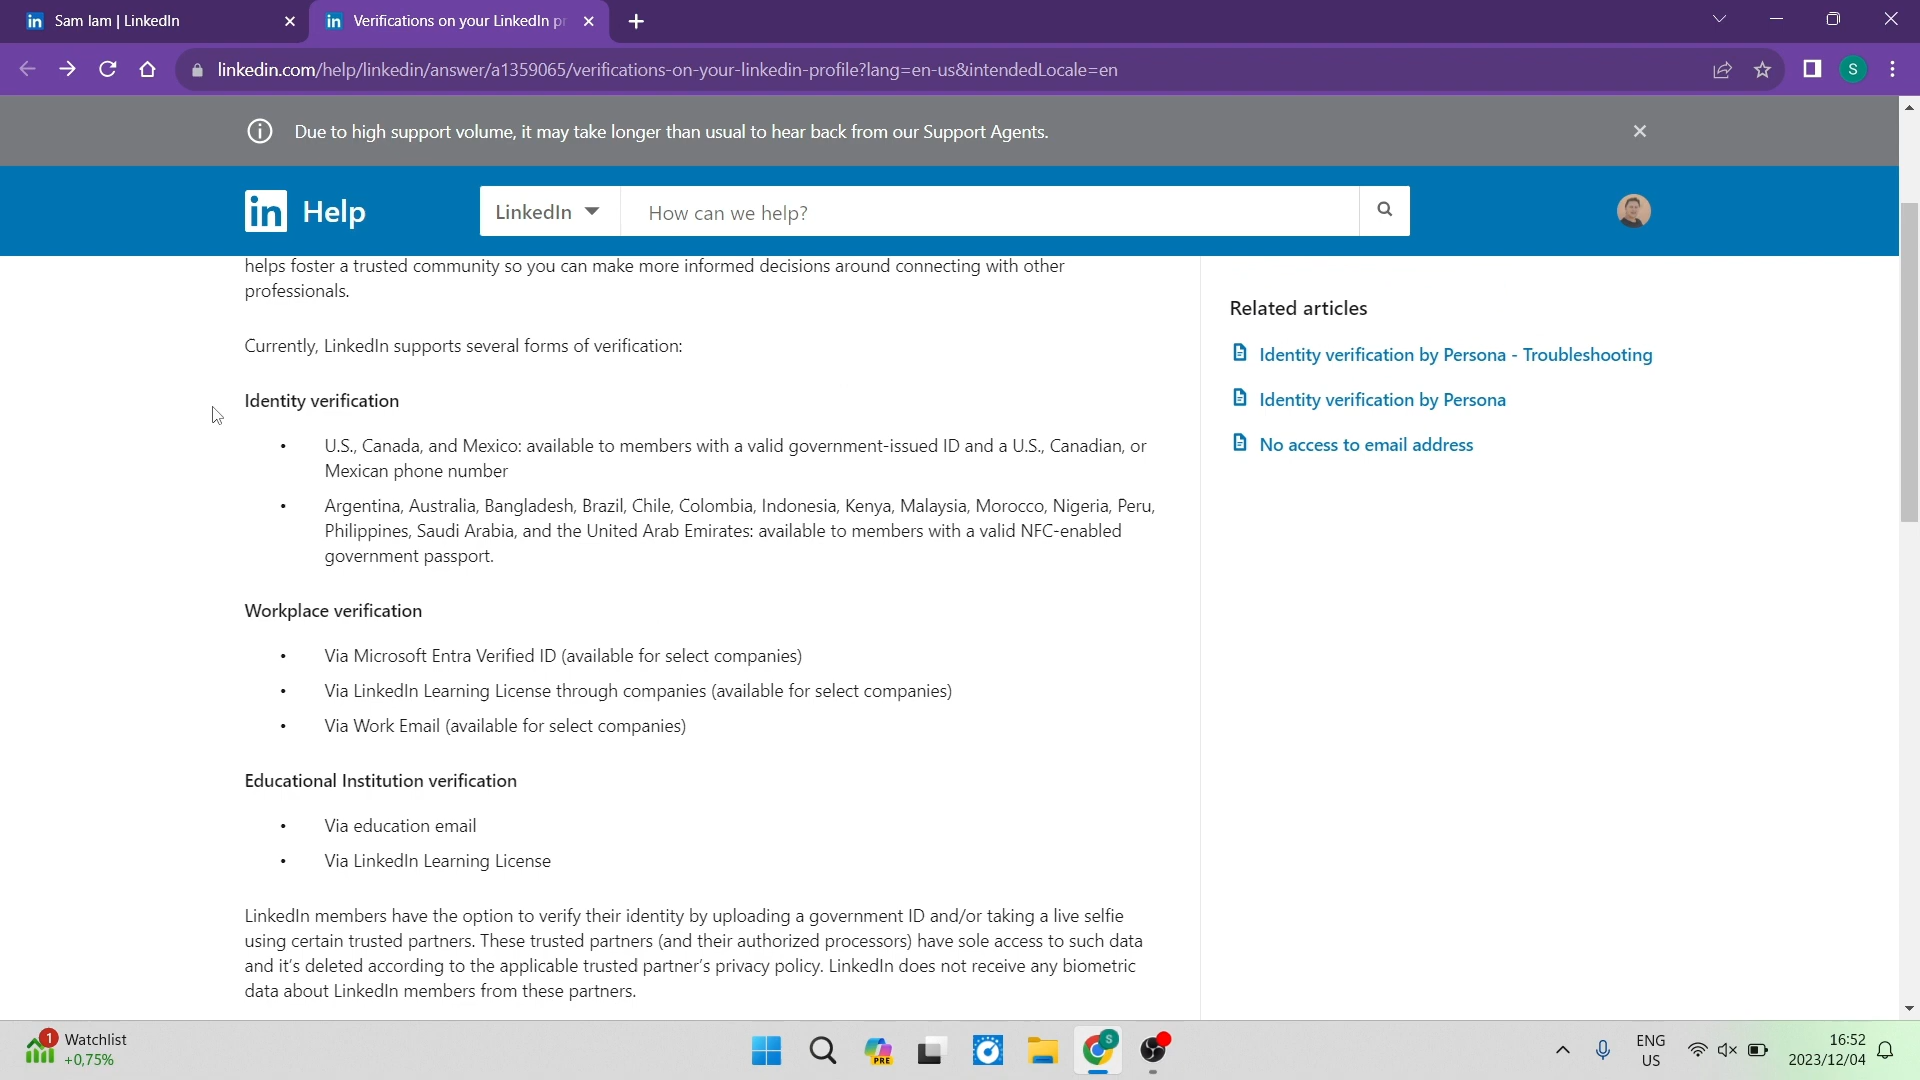 Sam Iam | LinkedIn
Verifications on your LinkedIn pr
linkedin.com/help/linkedin/answer/a1359065/verifications-on-your-linkedin-profile?lang=en-us&intendedLocale=en
S
Due to high support volume, it may take longer than usual to hear back from our Support Agents.
in Help
LinkedIn
How can we help?
helps foster a trusted community so you can make more informed decisions around connecting with other
professionals.
Currently, LinkedIn supports several forms of verification:
Identity verification
• U.S., Canada, and Mexico: available to members with a valid government-issued ID and a U.S., Canadian, or
Mexican phone number
• Argentina, Australia, Bangladesh, Brazil, Chile, Colombia, Indonesia, Kenya, Malaysia, Morocco, Nigeria, Peru,
Philippines, Saudi Arabia, and the United Arab Emirates: available to members with a valid NFC-enabled
government passport.
Workplace verification
• Via Microsoft Entra Verified ID (available for select companies)
• Via LinkedIn Learning License through companies (available for select companies)
• Via Work Email (available for select companies)
Educational Institution verification
• Via education email
• Via LinkedIn Learning License
LinkedIn members have the option to verify their identity by uploading a government ID and/or taking a live selfie
using certain trusted partners. These trusted partners (and their authorized processors) have sole access to such data
and it's deleted according to the applicable trusted partner's privacy policy. LinkedIn does not receive any biometric
data about LinkedIn members from these partners.
Related articles
Identity verification by Persona - Troubleshooting
Identity verification by Persona
No access to email address
1
Watchlist
+0,75%
PRE
S
ENG
US
16:52
2023/12/04